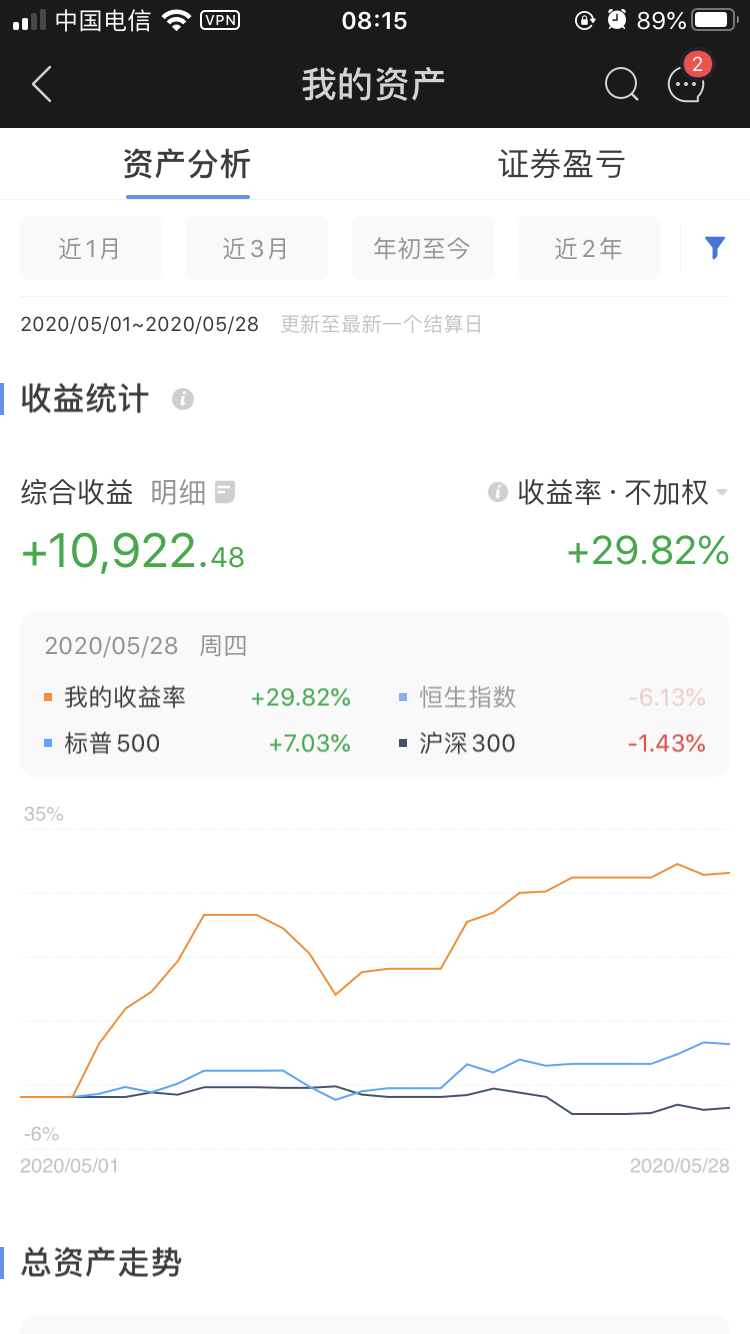 中国电信 VPN 08:15 89%
我的资产 2
资产分析 证券盈亏
近1月 近3月 年初至今 近2年
2020/05/01~2020/05/28 更新至最新一个结算日
收益统计 i
综合收益 明细 i 收益率·不加权
+10,922.48 +29.82%
2020/05/28 周四
我的收益率 +29.82% 恒生指数 -6.13%
标普500 +7.03% 沪深300 -1.43%
35%
-6%
2020/05/01 2020/05/28
总资产走势